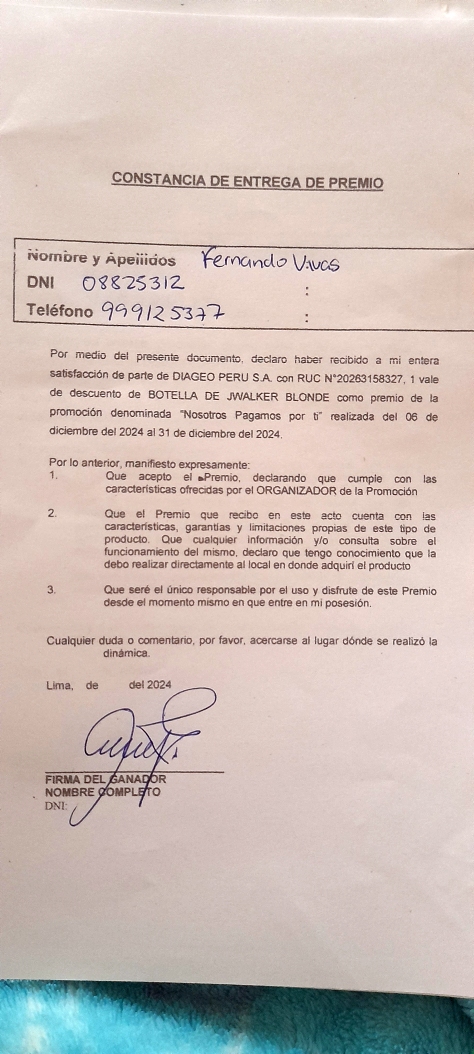 CONSTANCIA DE ENTREGA DE PREMIO
Nombre y Apellidos Fernando Vivas
DNI 08825312 :
Teléfono 999125377 :
Por medio del presente documento, declaro haber recibido a mi entera
satisfacción de parte de DIAGEO PERU S.A. con RUC N°20263158327, 1 vale
de descuento de BOTELLA DE JWALKER BLONDE como premio de la
promoción denominada "Nosotros Pagamos por ti" realizada del 06 de
diciembre del 2024 al 31 de diciembre del 2024.
Por lo anterior, manifiesto expresamente:
1. Que acepto el Premio, declarando que cumple con las
características ofrecidas por el ORGANIZADOR de la Promoción
2. Que el Premio que recibo en este acto cuenta con las
características, garantías y limitaciones propias de este tipo de
producto. Que cualquier información y/o consulta sobre el
funcionamiento del mismo, declaro que tengo conocimiento que la
debo realizar directamente al local en donde adquirí el producto
3. Que seré el único responsable por el uso y disfrute de este Premio
desde el momento mismo en que entre en mi posesión.
Cualquier duda o comentario, por favor, acercarse al lugar dónde se realizó la
dinámica.
Lima, de del 2024
FIRMA DEL GANADOR
NOMBRE COMPLETO
DNI: